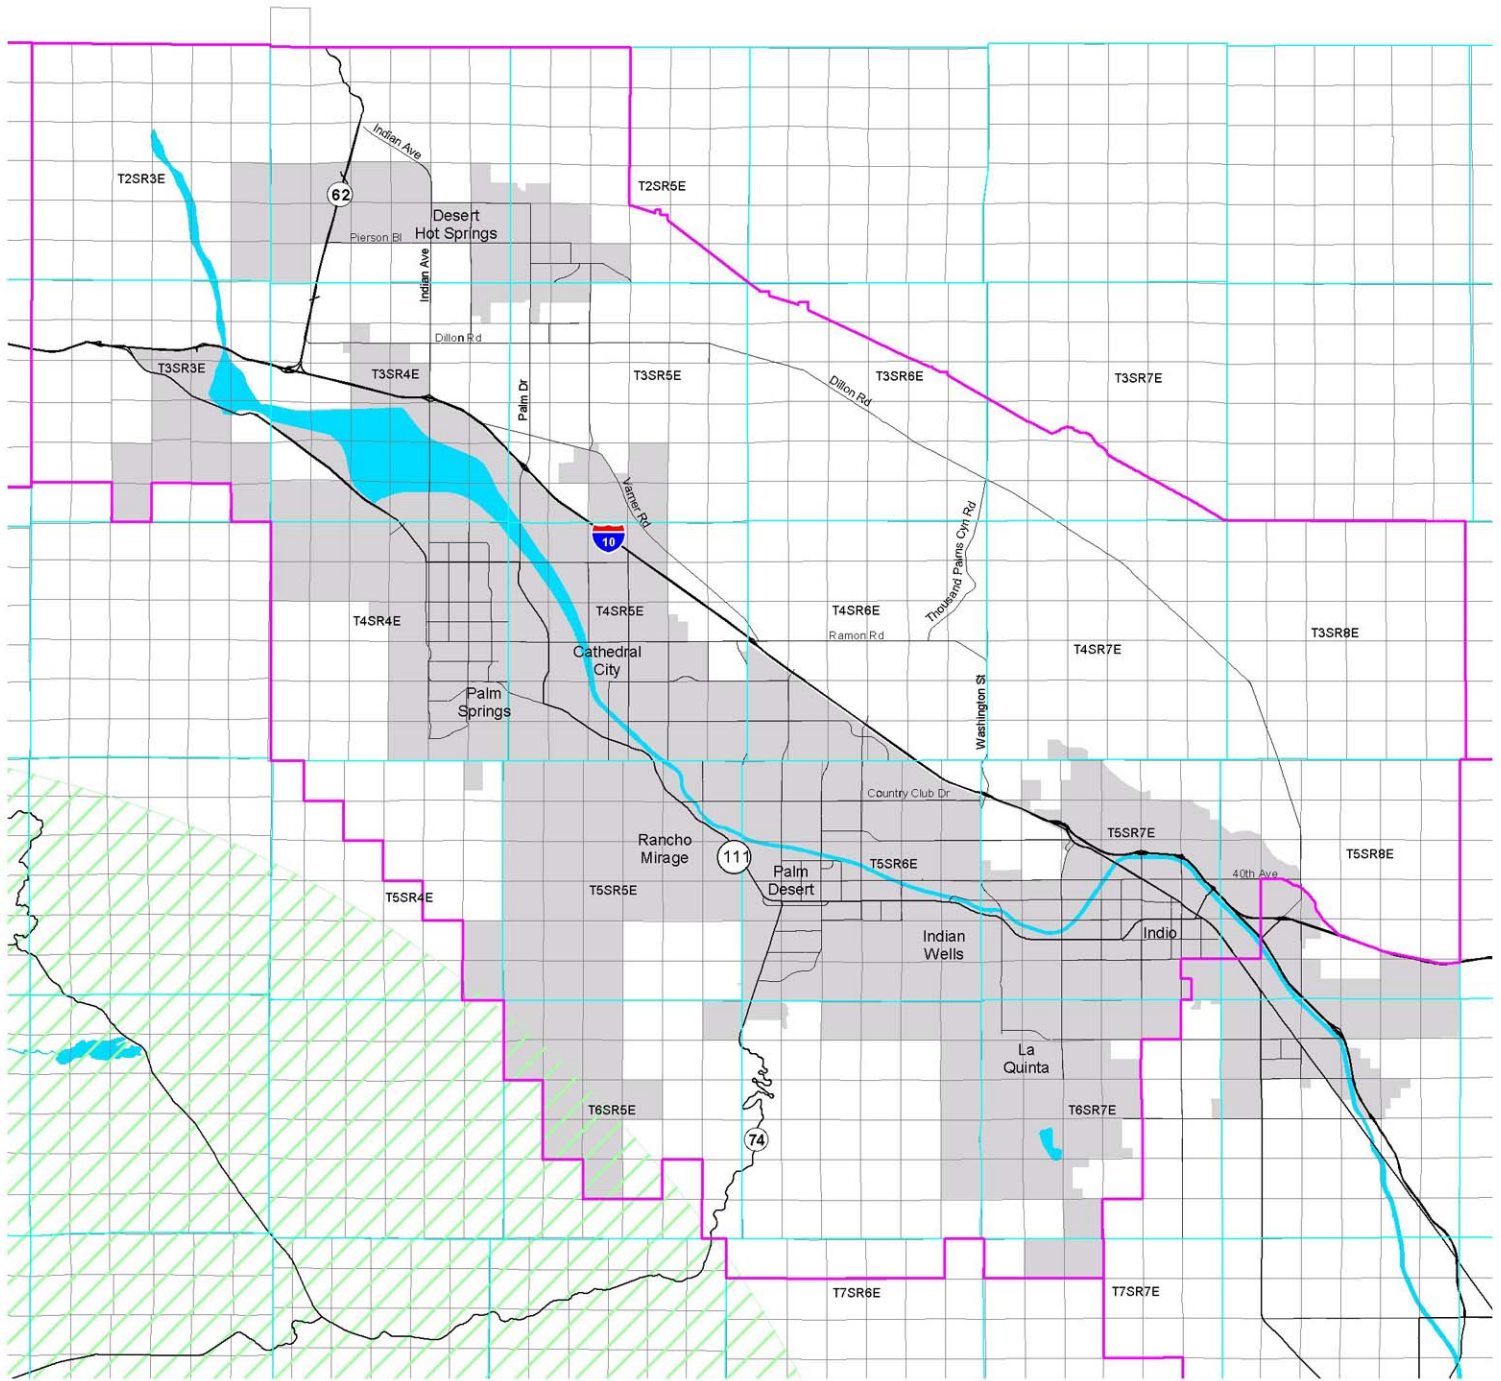 Indian Ave
T2SR3E
62
T2SR5E
Desert
Hot Springs
Pierson Bl
Indian Ave
Dillon Rd
T3SR3E
T3SR4E
T3SR5E
T3SR6E
T3SR7E
Palm Dr
Dillon Rd
Varner Rd
10
Thousand Palms Cyn Rd
T4SR4E
T4SR5E
T4SR6E
Ramon Rd
T4SR7E
T3SR8E
Cathedral
City
Palm
Springs
Washington St
Country Club Dr
Rancho
Mirage
111
T5SR7E
T5SR8E
T5SR6E
Palm
Desert
40th Ave
T5SR4E
T5SR5E
Indian
Wells
Indio
La
Quinta
T6SR5E
T6SR7E
74
T7SR6E
T7SR7E